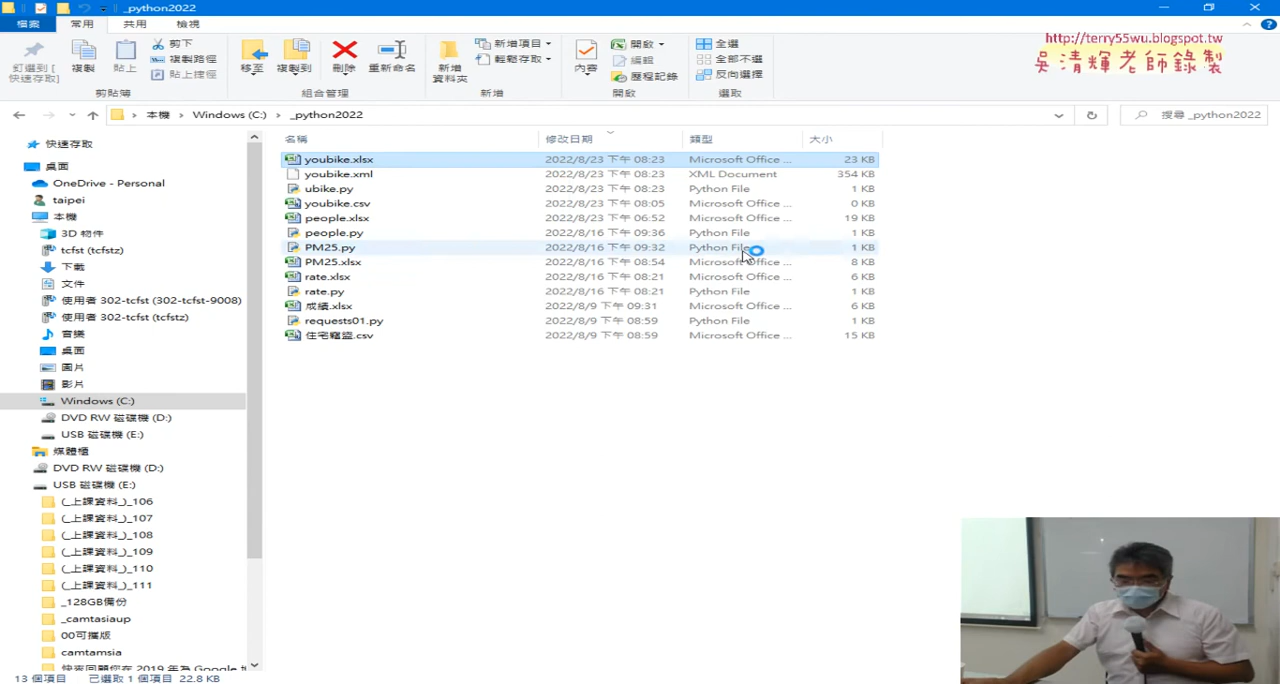 _python2022
檔案 常用 共用 檢視
http://terry55wu.blogspot.tw
吳清輝老師錄製
釘選到 [快速存取] 複製 貼上 剪下 複製路徑 貼上捷徑
移至 複製到 刪除 重新命名
新增資料夾 新增項目 輕鬆存取
內容 開啟 編輯 歷程記錄
全選 全部不選 反向選擇
剪貼簿 組合管理 新增 開啟 選取
本機 Windows (C:) _python2022
搜尋 _python2022
快速存取
桌面
OneDrive - Personal
taipei
本機
3D 物件
tcfst (tcfstz)
下載
文件
使用者 302-tcfst (302-tcfst-9008)
使用者 302-tcfst (tcfstz)
音樂
桌面
圖片
影片
Windows (C:)
DVD RW 磁碟機 (D:)
USB 磁碟機 (E:)
媒體櫃
DVD RW 磁碟機 (D:)
USB 磁碟機 (E:)
(_上課資料_)_106
(_上課資料_)_107
(_上課資料_)_108
(_上課資料_)_109
(_上課資料_)_110
(_上課資料_)_111
_128GB備份
_camtasiaup
00可攜版
camtamsia
快來回顧您在 2019 年為 Google
名稱 修改日期 類型 大小
youbike.xlsx 2022/8/23 下午 08:23 Microsoft Office ... 23 KB
youbike.xml 2022/8/23 下午 08:23 XML Document 354 KB
ubike.py 2022/8/23 下午 08:23 Python File 1 KB
youbike.csv 2022/8/23 下午 08:05 Microsoft Office ... 0 KB
people.xlsx 2022/8/23 下午 06:52 Microsoft Office ... 19 KB
people.py 2022/8/16 下午 09:36 Python File 1 KB
PM25.py 2022/8/16 下午 09:32 Python File 1 KB
PM25.xlsx 2022/8/16 下午 08:54 Microsoft Office ... 8 KB
rate.xlsx 2022/8/16 下午 08:21 Microsoft Office ... 6 KB
rate.py 2022/8/16 下午 08:21 Python File 1 KB
成績.xlsx 2022/8/9 下午 09:31 Microsoft Office ... 6 KB
requests01.py 2022/8/9 下午 08:59 Python File 1 KB
住宅竊盜.csv 2022/8/9 下午 08:59 Microsoft Office ... 15 KB
13 個項目 已選取 1 個項目 22.8 KB